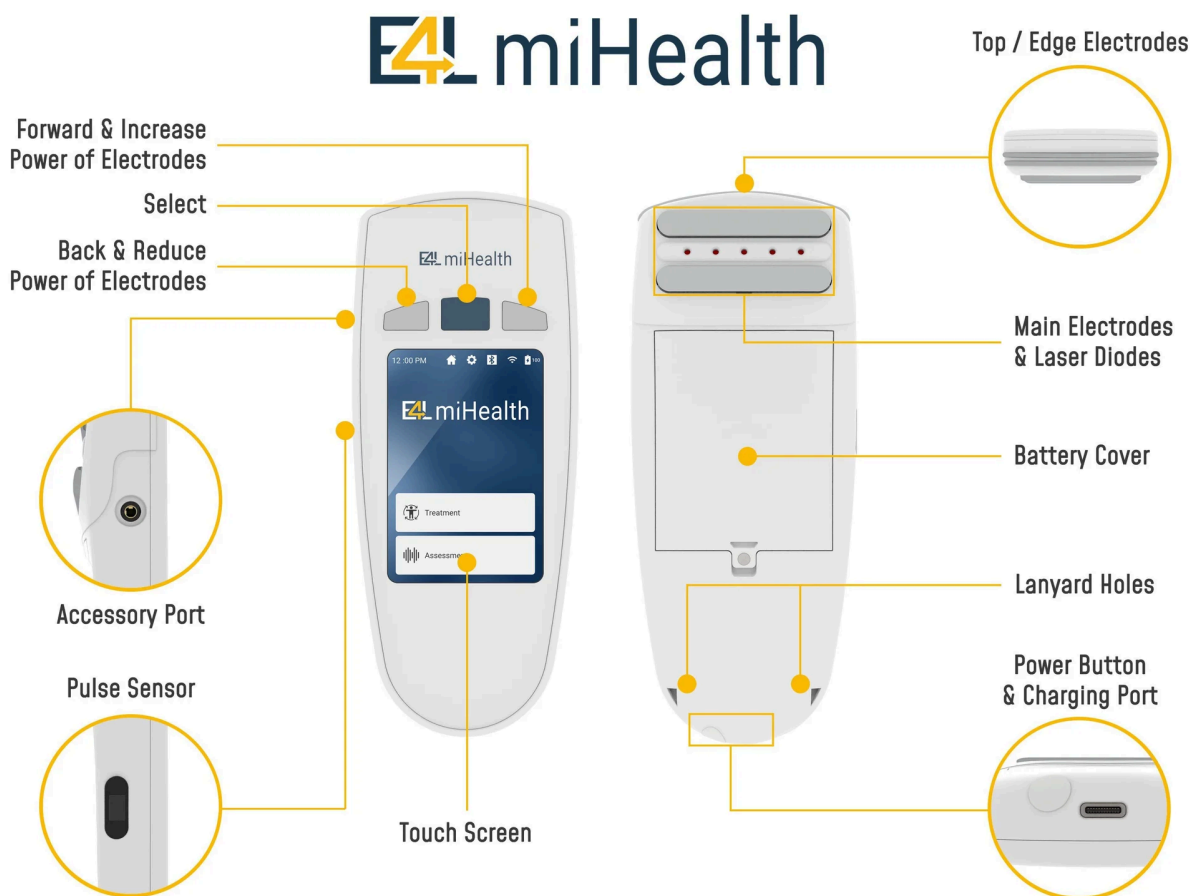 E4L miHealth
Top / Edge Electrodes
Forward & Increase
Power of Electrodes
Select
Back & Reduce
Power of Electrodes
E4L miHealth
Main Electrodes
& Laser Diodes
12:00 PM 100
E4L miHealth
Battery Cover
Treatment
Assessment
Accessory Port
Lanyard Holes
Pulse Sensor
Power Button
& Charging Port
Touch Screen